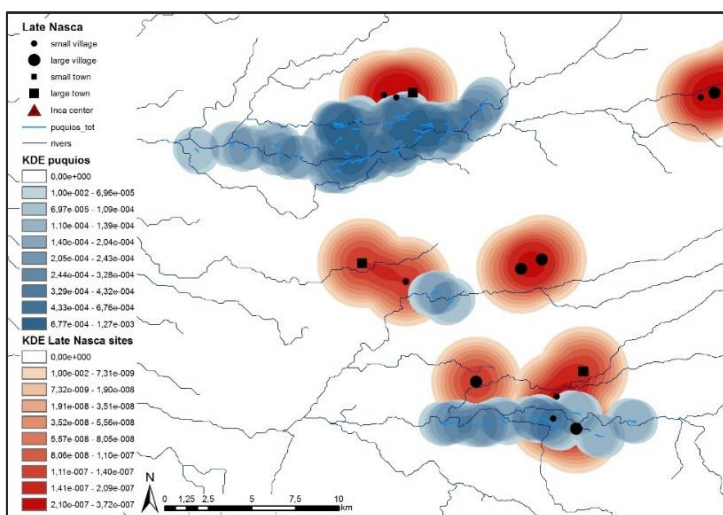 Late Nasca
small village
large village
small town
large town
Inca center
puquios_tot
rivers
KDE puquios
0,00e+000
1,00e-002 - 6,96e-005
6,97e-005 - 1,09e-004
1,10e-004 - 1,39e-004
1,40e-004 - 2,04e-004
2,05e-004 - 2,43e-004
2,44e-004 - 3,28e-004
3,29e-004 - 4,32e-004
4,33e-004 - 6,76e-004
6,77e-004 - 1,27e-003
KDE Late Nasca sites
0,00e+000
1,00e-002 - 7,31e-009
7,32e-009 - 1,90e-008
1,91e-008 - 3,51e-008
3,52e-008 - 5,56e-008
5,57e-008 - 8,05e-008
8,06e-008 - 1,10e-007
1,11e-007 - 1,40e-007
1,41e-007 - 2,09e-007
2,10e-007 - 3,72e-007
N
0 1,25 2,5 5 7,5 10
km